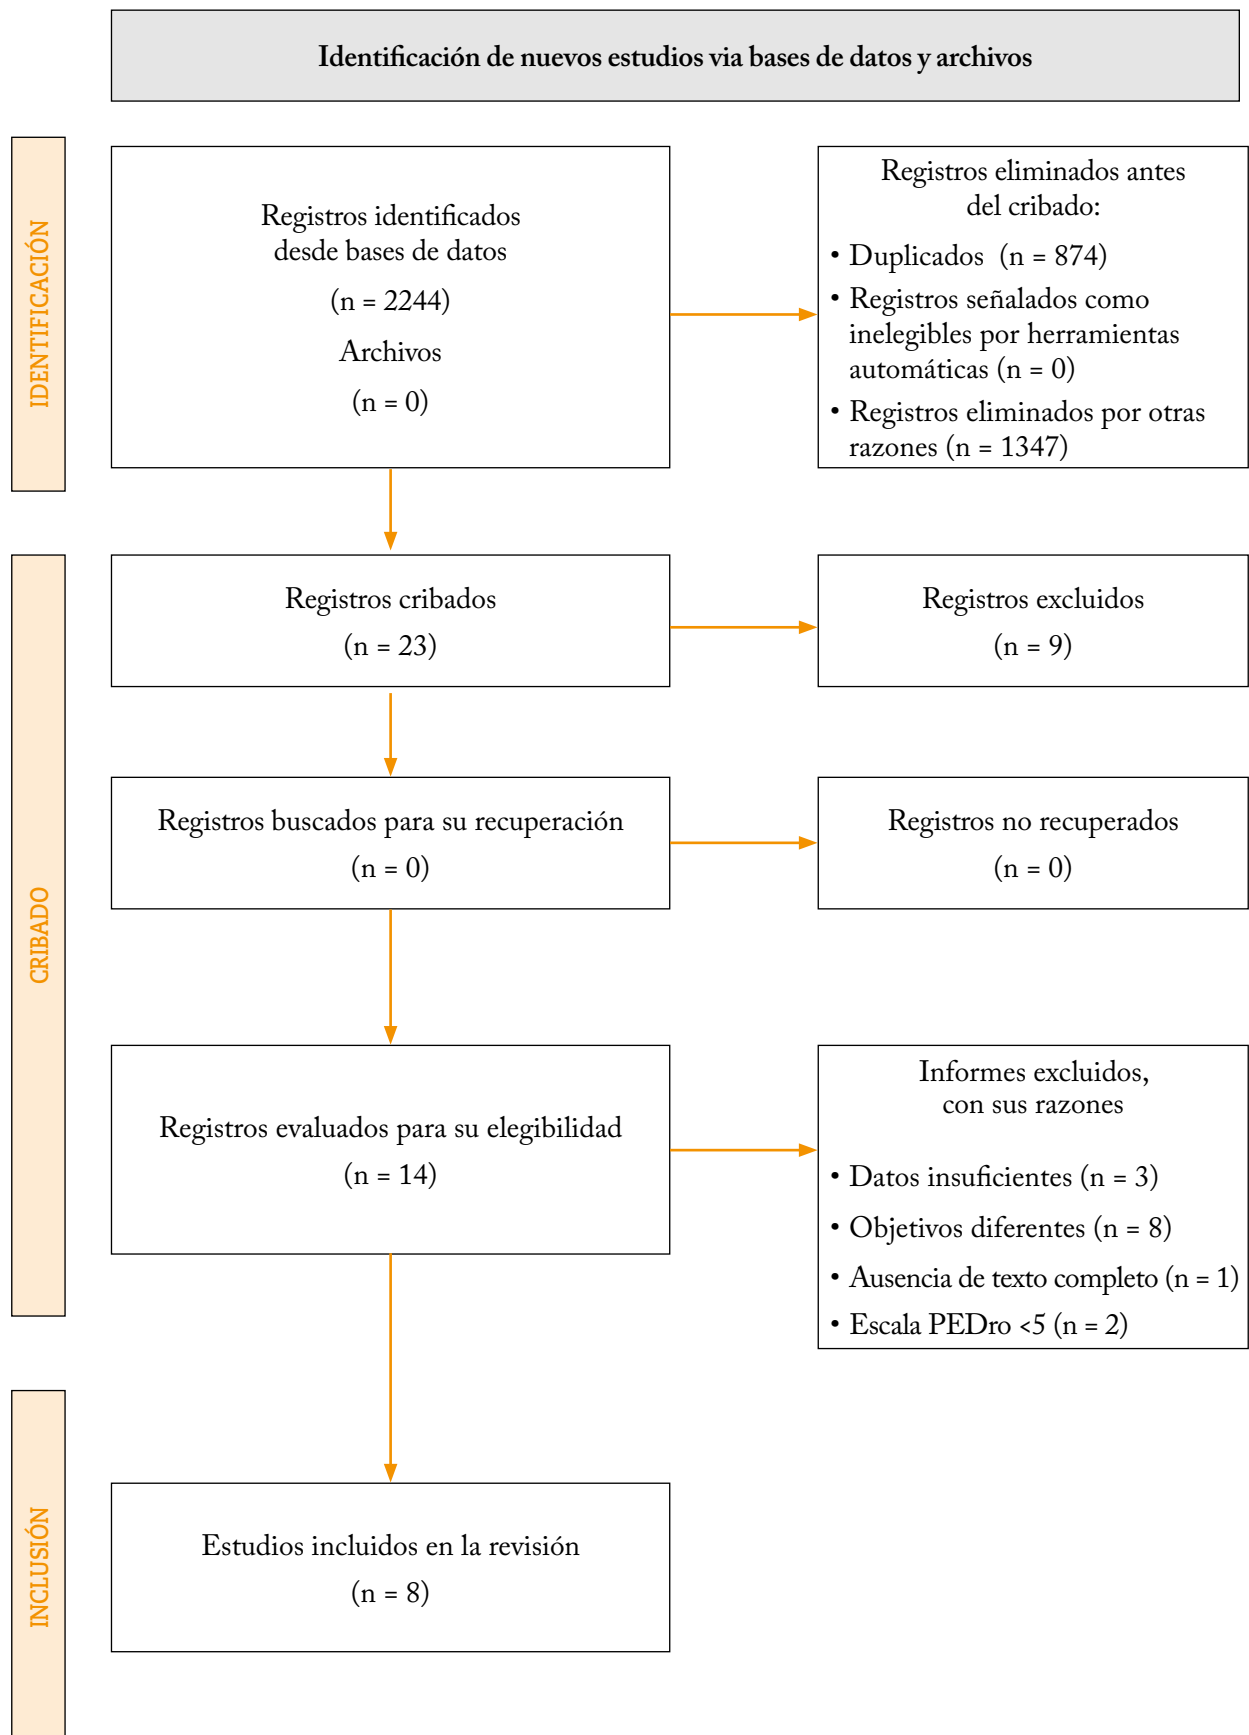 Identificación de nuevos estudios via bases de datos y archivos
IDENTIFICACIÓN
Registros identificados
desde bases de datos
(n = 2244)
Archivos
(n = 0)
Registros eliminados antes
del cribado:
• Duplicados (n = 874)
• Registros señalados como
inelegibles por herramientas
automáticas (n = 0)
• Registros eliminados por otras
razones (n = 1347)
CRIBADO
Registros cribados
(n = 23)
Registros excluidos
(n = 9)
Registros buscados para su recuperación
(n = 0)
Registros no recuperados
(n = 0)
Registros evaluados para su elegibilidad
(n = 14)
Informes excluidos,
con sus razones
• Datos insuficientes (n = 3)
• Objetivos diferentes (n = 8)
• Ausencia de texto completo (n = 1)
• Escala PEDro <5 (n = 2)
INCLUSIÓN
Estudios incluidos en la revisión
(n = 8)